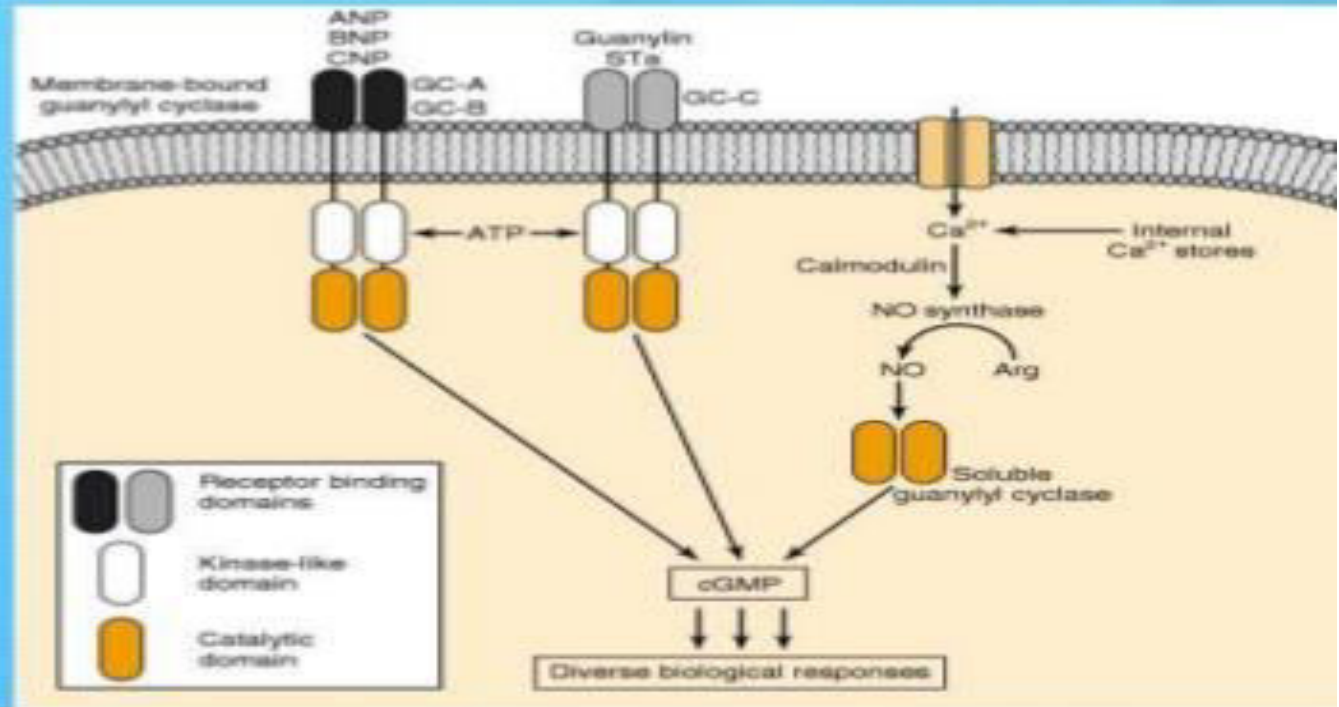 ANP
BNP
CNP
Membrane-bound
guanylyl cyclase
GC-A
GC-B
Guanylin
STa
GC-C
ATP
Ca2+
Internal
Ca2+ stores
Calmodulin
NO synthase
NO
Arg
Soluble
guanylyl cyclase
Receptor binding
domains
Kinase-like
domain
Catalytic
domain
cGMP
Diverse biological responses